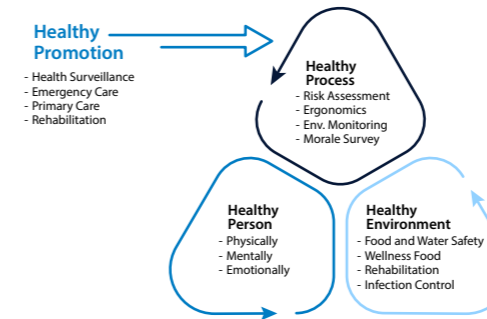 Healthy
Promotion
- Health Surveillance
- Emergency Care
- Primary Care
- Rehabilitation
Healthy
Process
- Risk Assessment
- Ergonomics
- Env. Monitoring
- Morale Survey
Healthy
Person
- Physically
- Mentally
- Emotionally
Healthy
Environment
- Food and Water Safety
- Wellness Food
- Rehabilitation
- Infection Control